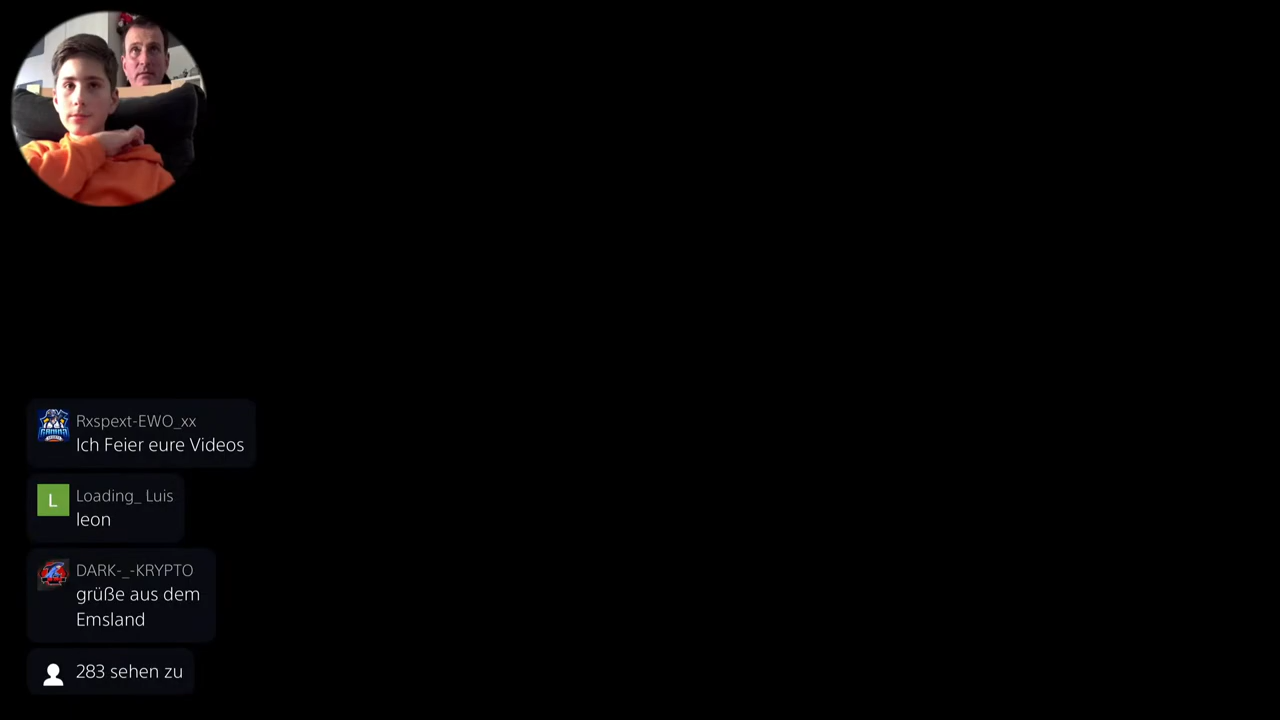 Rxspext-EWO_xx
Ich Feier eure Videos
L
Loading_ Luis
leon
DARK-_-KRYPTO
grüße aus dem
Emsland
283 sehen zu